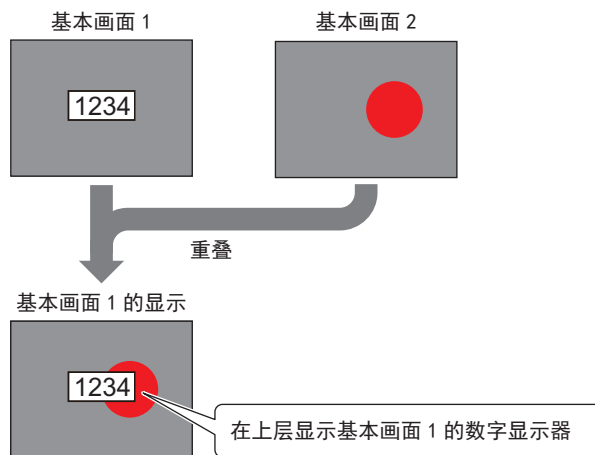 基本画面 1
基本画面 2
1234
重叠
基本画面 1 的显示
1234
在上层显示基本画面 1 的数字显示器